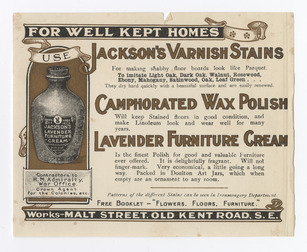 FOR WELL KEPT HOMES
USE
JACKSON'S VARNISH STAINS
For making shabby floor boards look like Parquet.
To imitate Light Oak, Dark Oak, Walnut, Rosewood,
Ebony, Mahogany, Satinwood, Oak, Leaf Green . . .
They dry hard quickly with a beautiful surface and are easily renewed.
CAMPHORATED WAX POLISH
Will keep Stained floors in good condition, and
make Linoleum look and wear well for many
years.
LAVENDER FURNITURE CREAM
Is the finest Polish for good and valuable Furniture
ever offered. It is delightfully fragrant. Will not
finger-mark. Very economical, a little going a long
way. Packed in Doulton Art Jars, which when
empty are an ornament to any room.
JACKSON'S
LAVENDER
FURNITURE
CREAM
Contractors to
H.M. Admiralty
War Office
Crown Agent
for the Colonies, etc.
Patterns of the different Stains can be seen in Ironmongery Department.
FREE BOOKLET — "FLOWERS, FLOORS, FURNITURE."
Works-MALT STREET, OLD KENT ROAD, S.E.